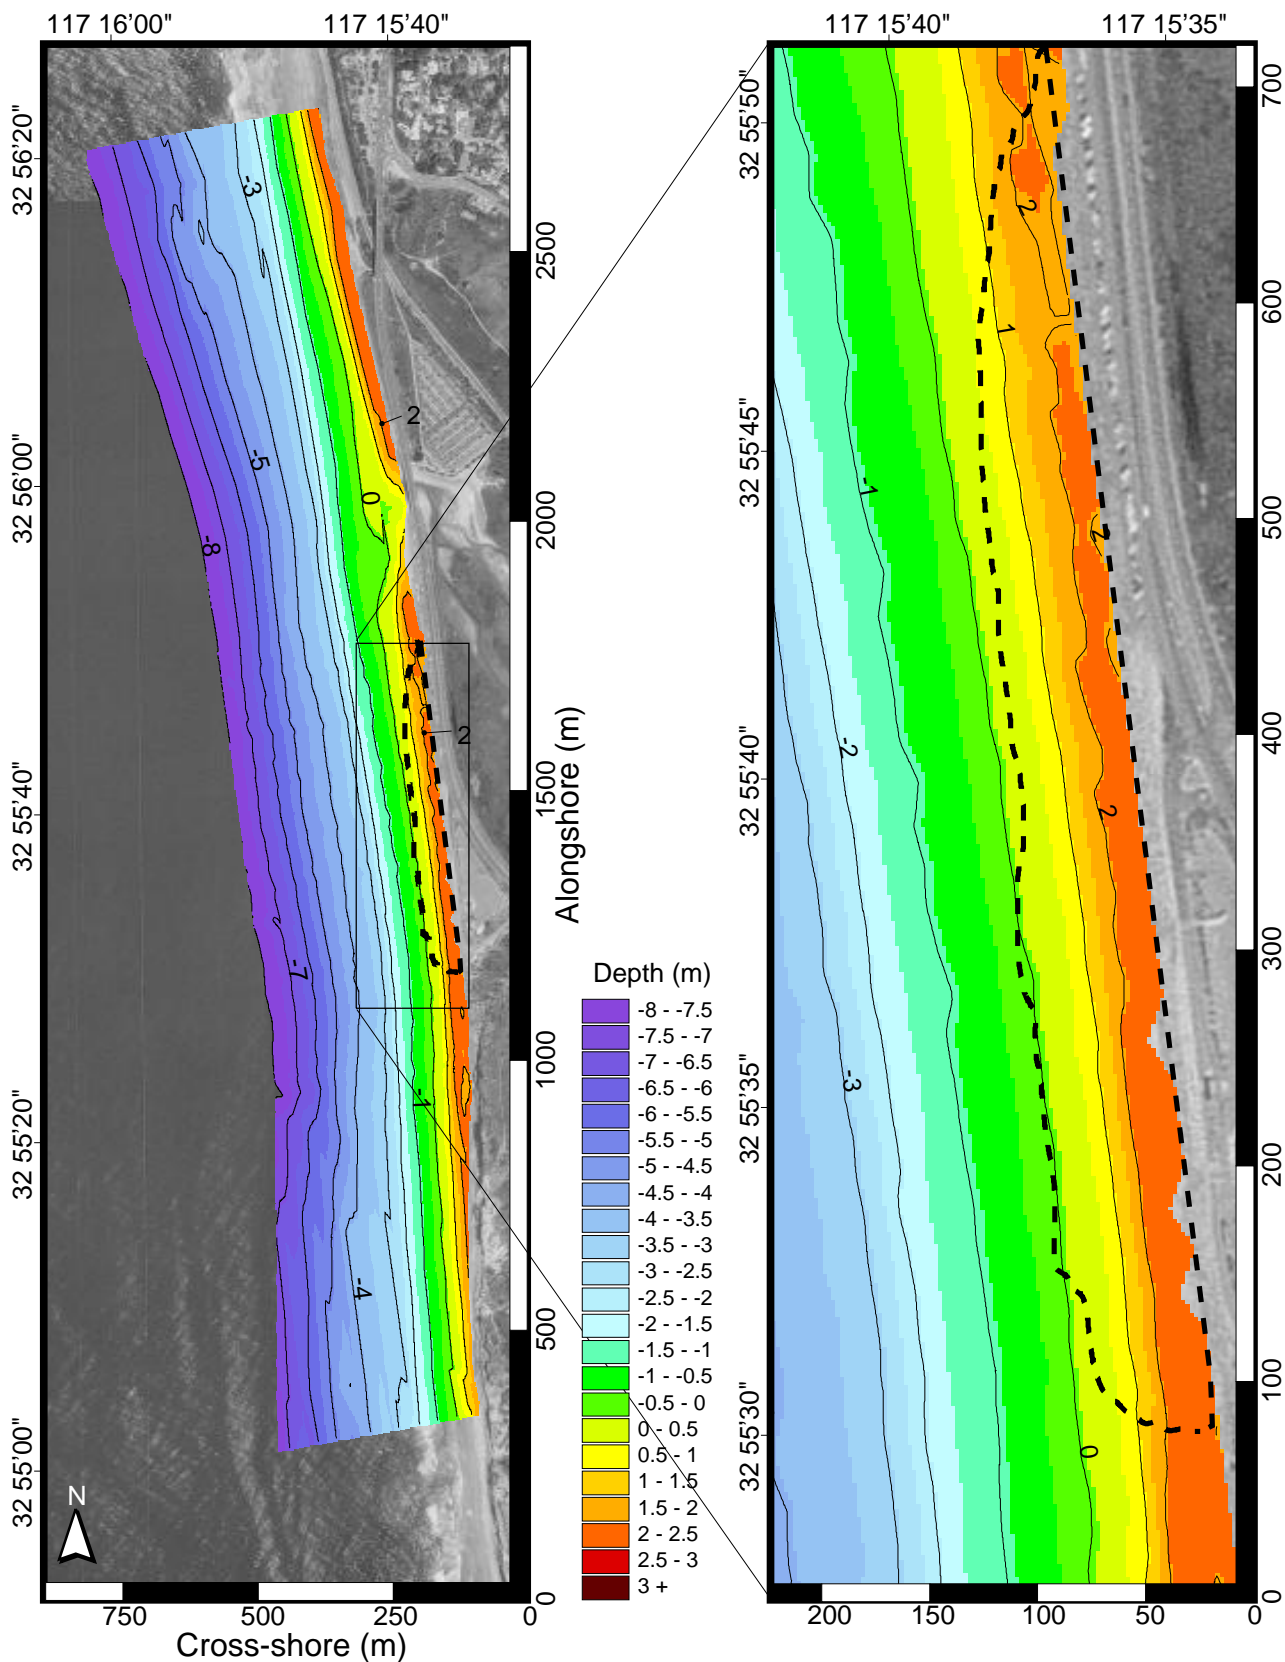 117 16’00”
117 15’40”
117 15’40”
117 15’35”
32 56’20”
32 56’00”
32 55’40”
32 55’20”
32 55’00”
-3
-5
-8
0
2
2
-7
-1
-4
N
2500
2000
1500
1000
500
0
Alongshore (m)
750
500
250
0
Cross-shore (m)
Depth (m)
-8 - -7.5
-7.5 - -7
-7 - -6.5
-6.5 - -6
-6 - -5.5
-5.5 - -5
-5 - -4.5
-4.5 - -4
-4 - -3.5
-3.5 - -3
-3 - -2.5
-2.5 - -2
-2 - -1.5
-1.5 - -1
-1 - -0.5
-0.5 - 0
0 - 0.5
0.5 - 1
1 - 1.5
1.5 - 2
2 - 2.5
2.5 - 3
3 +
32 55’50”
32 55’45”
32 55’40”
32 55’35”
32 55’30”
2
1
-1
2
-2
2
-3
0
700
600
500
400
300
200
100
0
200
150
100
50
0